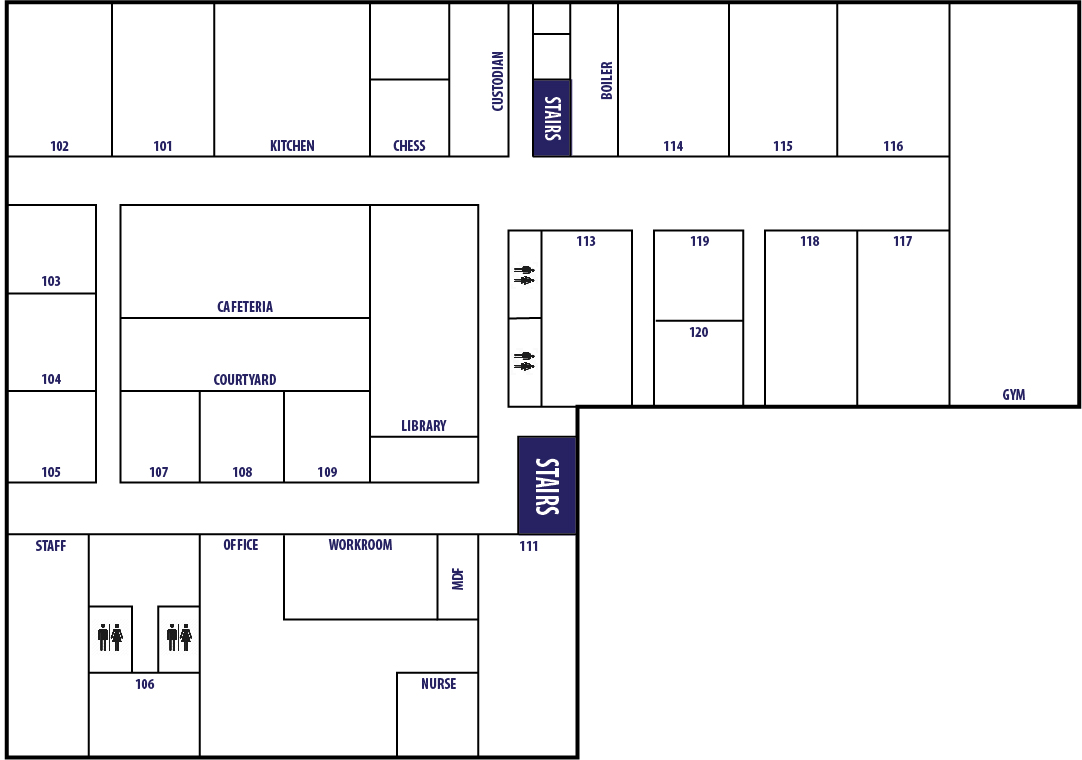 CUSTODIAN
BOILER
STAIRS
102
101
KITCHEN
CHESS
114
115
116
113
119
118
117
103
CAFETERIA
120
104
COURTYARD
GYM
LIBRARY
105
107
108
109
STAIRS
STAFF
OFFICE
WORKROOM
MDF
111
106
NURSE